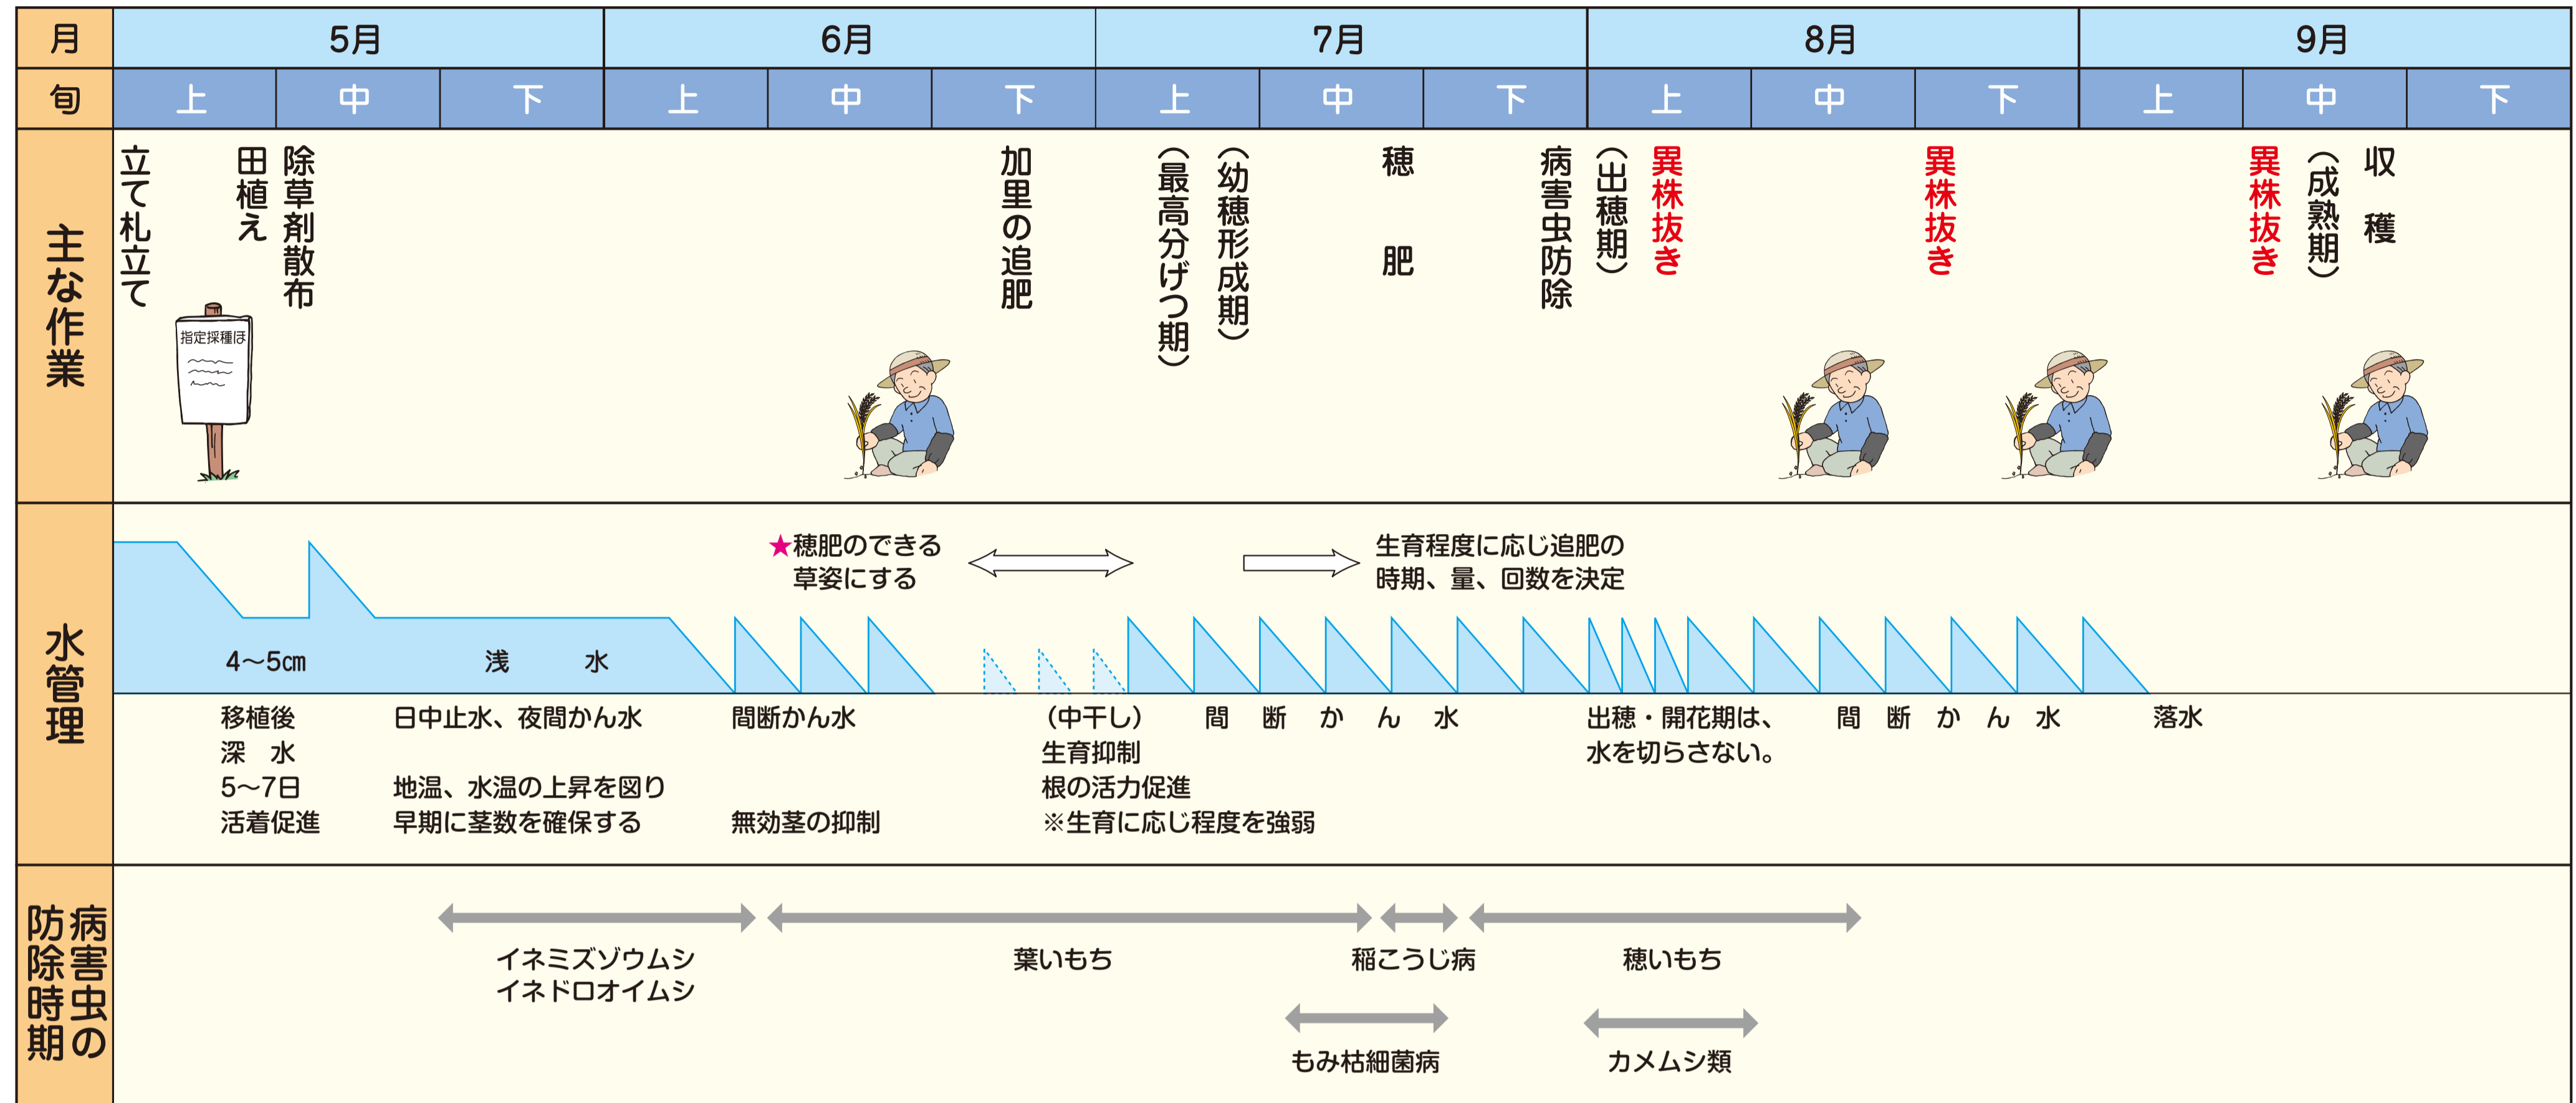 月
5月
6月
7月
8月
9月
旬
上
中
下
上
中
下
上
中
下
上
中
下
上
中
下
主な作業
立て札立て
田植え
除草剤散布
指定採種ほ
加里の追肥
（最高分げつ期）
（幼穂形成期）
穂肥
病害虫防除
（出穂期）
異株抜き
異株抜き
異株抜き
（成熟期）
収穫
水管理
★穂肥のできる
草姿にする
生育程度に応じ追肥の
時期、量、回数を決定
4〜5㎝
浅水
移植後
深 水
5〜7日
活着促進
日中止水、夜間かん水
地温、水温の上昇を図り
早期に茎数を確保する
間断かん水
無効茎の抑制
（中干し）
生育抑制
根の活力促進
※生育に応じ程度を強弱
間断かん水
出穂・開花期は、
水を切らさない。
間断かん水
落水
病害虫の
防除時期
イネミズゾウムシ
イネドロオイムシ
葉いもち
稲こうじ病
穂いもち
もみ枯細菌病
カメムシ類